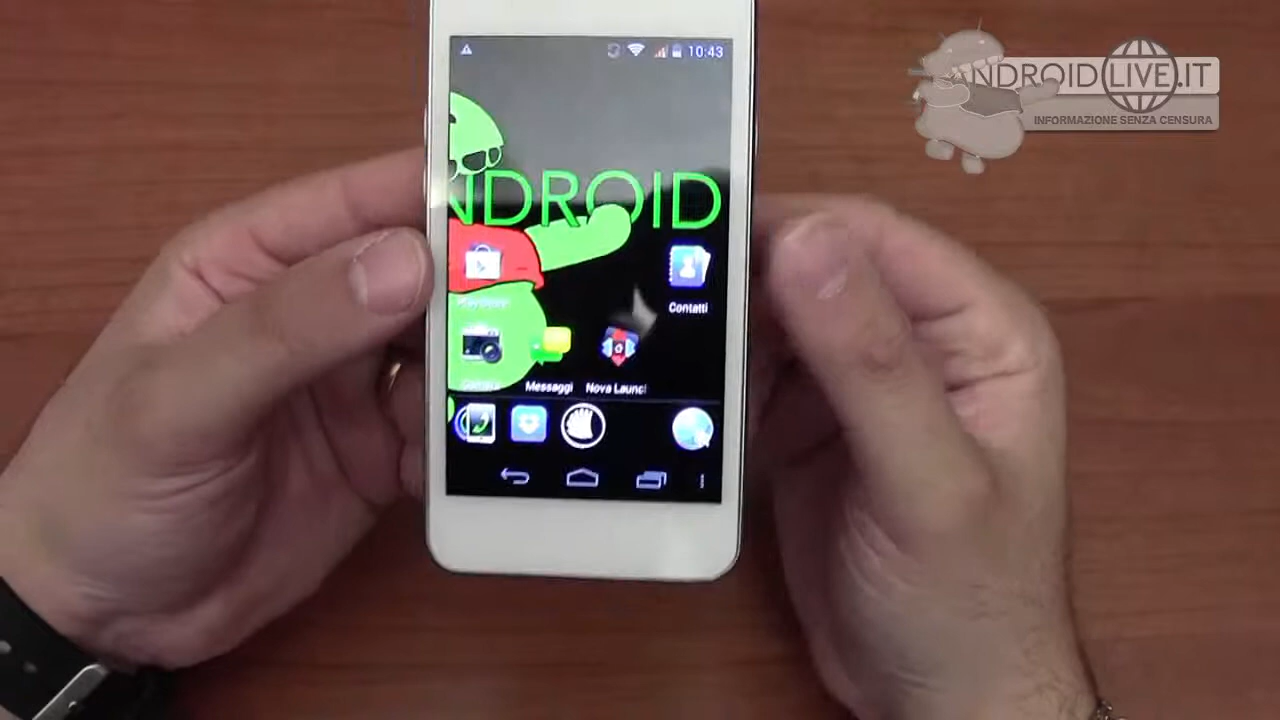 10:43
ANDROIDLIVE.IT
INFORMAZIONE SENZA CENSURA
NDROID
Contatti
Messaggi
Nova Launc